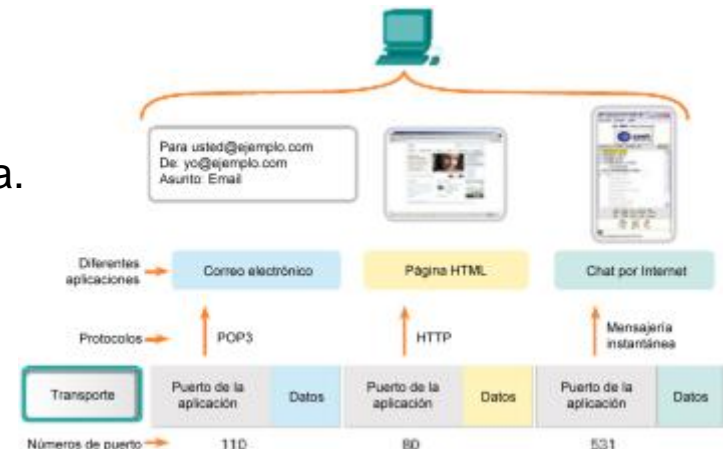 Para usted@ejemplo.com
De: yo@ejemplo.com
Asunto: Email
a.
Diferentes aplicaciones
Correo electrónico
Página HTML
Chat por Internet
Protocolos
POP3
HTTP
Mensajería instantánea
Transporte
Puerto de la aplicación
Datos
Puerto de la aplicación
Datos
Puerto de la aplicación
Datos
Números de puerto
110
80
531